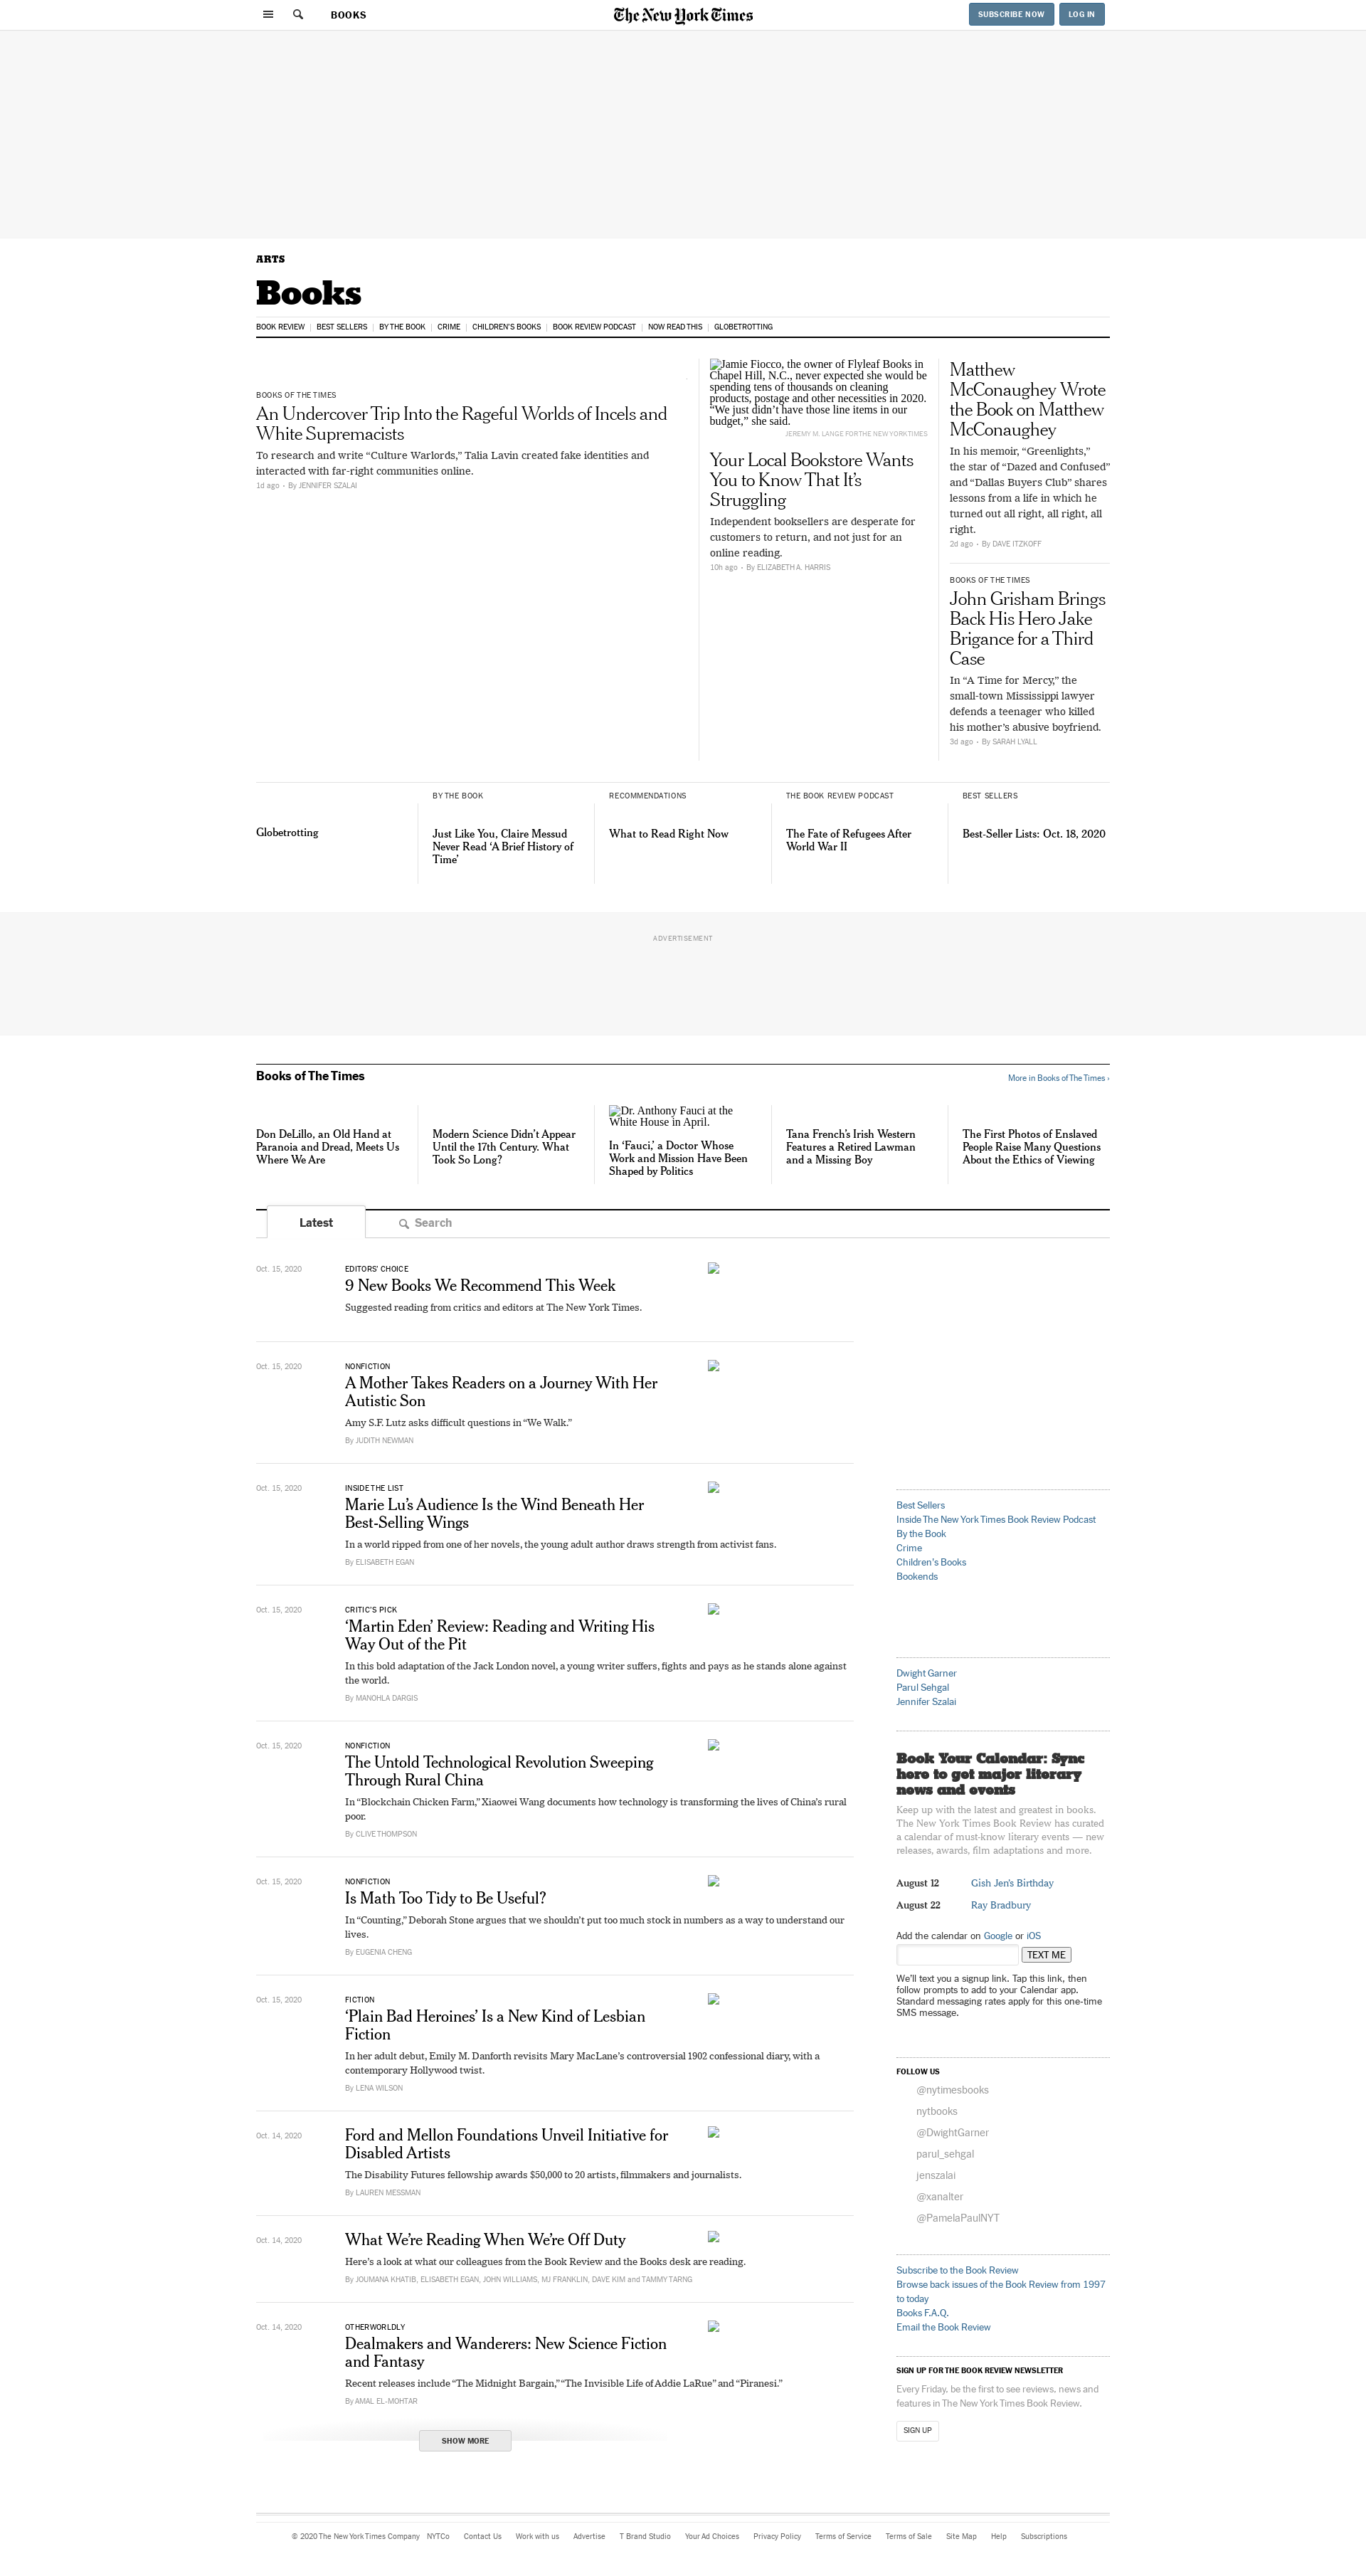 BOOKS
The New York Times
SUBSCRIBE NOW
LOG IN
ARTS
Books
BOOK REVIEW
BEST SELLERS
BY THE BOOK
CRIME
CHILDREN'S BOOKS
BOOK REVIEW PODCAST
NOW READ THIS
GLOBETROTTING
BOOKS OF THE TIMES
An Undercover Trip Into the Rageful Worlds of Incels and
White Supremacists
To research and write “Culture Warlords,” Talia Lavin created fake identities and
interacted with far-right communities online.
1d ago • By JENNIFER SZALAI
Jamie Fiocco, the owner of Flyleaf Books in
Chapel Hill, N.C., never expected she would be
spending tens of thousands on cleaning
products, postage and other necessities in 2020.
“We just didn’t have those line items in our
budget,” she said.
JEREMY M. LANGE FOR THE NEW YORK TIMES
Your Local Bookstore Wants
You to Know That It’s
Struggling
Independent booksellers are desperate for
customers to return, and not just for an
online reading.
10h ago • By ELIZABETH A. HARRIS
Matthew
McConaughey Wrote
the Book on Matthew
McConaughey
In his memoir, “Greenlights,”
the star of “Dazed and Confused”
and “Dallas Buyers Club” shares
lessons from a life in which he
turned out all right, all right, all
right.
2d ago • By DAVE ITZKOFF
BOOKS OF THE TIMES
John Grisham Brings
Back His Hero Jake
Brigance for a Third
Case
In “A Time for Mercy,” the
small-town Mississippi lawyer
defends a teenager who killed
his mother’s abusive boyfriend.
3d ago • By SARAH LYALL
Globetrotting
BY THE BOOK
Just Like You, Claire Messud
Never Read ‘A Brief History of
Time’
RECOMMENDATIONS
What to Read Right Now
THE BOOK REVIEW PODCAST
The Fate of Refugees After
World War II
BEST SELLERS
Best-Seller Lists: Oct. 18, 2020
ADVERTISEMENT
Books of The Times
More in Books of The Times ›
Don DeLillo, an Old Hand at
Paranoia and Dread, Meets Us
Where We Are
Modern Science Didn’t Appear
Until the 17th Century. What
Took So Long?
Dr. Anthony Fauci at the
White House in April.
In ‘Fauci,’ a Doctor Whose
Work and Mission Have Been
Shaped by Politics
Tana French’s Irish Western
Features a Retired Lawman
and a Missing Boy
The First Photos of Enslaved
People Raise Many Questions
About the Ethics of Viewing
Latest
Search
Oct. 15, 2020
EDITORS’ CHOICE
9 New Books We Recommend This Week
Suggested reading from critics and editors at The New York Times.
Oct. 15, 2020
NONFICTION
A Mother Takes Readers on a Journey With Her
Autistic Son
Amy S.F. Lutz asks difficult questions in “We Walk.”
By JUDITH NEWMAN
Oct. 15, 2020
INSIDE THE LIST
Marie Lu’s Audience Is the Wind Beneath Her
Best-Selling Wings
In a world ripped from one of her novels, the young adult author draws strength from activist fans.
By ELISABETH EGAN
Oct. 15, 2020
CRITIC’S PICK
‘Martin Eden’ Review: Reading and Writing His
Way Out of the Pit
In this bold adaptation of the Jack London novel, a young writer suffers, fights and pays as he stands alone against
the world.
By MANOHLA DARGIS
Oct. 15, 2020
NONFICTION
The Untold Technological Revolution Sweeping
Through Rural China
In “Blockchain Chicken Farm,” Xiaowei Wang documents how technology is transforming the lives of China’s rural
poor.
By CLIVE THOMPSON
Oct. 15, 2020
NONFICTION
Is Math Too Tidy to Be Useful?
In “Counting,” Deborah Stone argues that we shouldn’t put too much stock in numbers as a way to understand our
lives.
By EUGENIA CHENG
Oct. 15, 2020
FICTION
‘Plain Bad Heroines’ Is a New Kind of Lesbian
Fiction
In her adult debut, Emily M. Danforth revisits Mary MacLane’s controversial 1902 confessional diary, with a
contemporary Hollywood twist.
By LENA WILSON
Oct. 14, 2020
Ford and Mellon Foundations Unveil Initiative for
Disabled Artists
The Disability Futures fellowship awards $50,000 to 20 artists, filmmakers and journalists.
By LAUREN MESSMAN
Oct. 14, 2020
What We’re Reading When We’re Off Duty
Here’s a look at what our colleagues from the Book Review and the Books desk are reading.
By JOUMANA KHATIB, ELISABETH EGAN, JOHN WILLIAMS, MJ FRANKLIN, DAVE KIM and TAMMY TARNG
Oct. 14, 2020
OTHERWORLDLY
Dealmakers and Wanderers: New Science Fiction
and Fantasy
Recent releases include “The Midnight Bargain,” “The Invisible Life of Addie LaRue” and “Piranesi.”
By AMAL EL-MOHTAR
SHOW MORE
Best Sellers
Inside The New York Times Book Review Podcast
By the Book
Crime
Children's Books
Bookends
Dwight Garner
Parul Sehgal
Jennifer Szalai
Book Your Calendar: Sync
here to get major literary
news and events
Keep up with the latest and greatest in books.
The New York Times Book Review has curated
a calendar of must-know literary events — new
releases, awards, film adaptations and more.
August 12 Gish Jen's Birthday
August 22 Ray Bradbury
Add the calendar on Google or iOS
TEXT ME
We'll text you a signup link. Tap this link, then
follow prompts to add to your Calendar app.
Standard messaging rates apply for this one-time
SMS message.
FOLLOW US
@nytimesbooks
nytbooks
@DwightGarner
parul_sehgal
jenszalai
@xanalter
@PamelaPaulNYT
Subscribe to the Book Review
Browse back issues of the Book Review from 1997
to today
Books F.A.Q.
Email the Book Review
SIGN UP FOR THE BOOK REVIEW NEWSLETTER
Every Friday, be the first to see reviews, news and
features in The New York Times Book Review.
SIGN UP
© 2020 The New York Times Company NYTCo Contact Us Work with us Advertise T Brand Studio Your Ad Choices Privacy Policy Terms of Service Terms of Sale Site Map Help Subscriptions